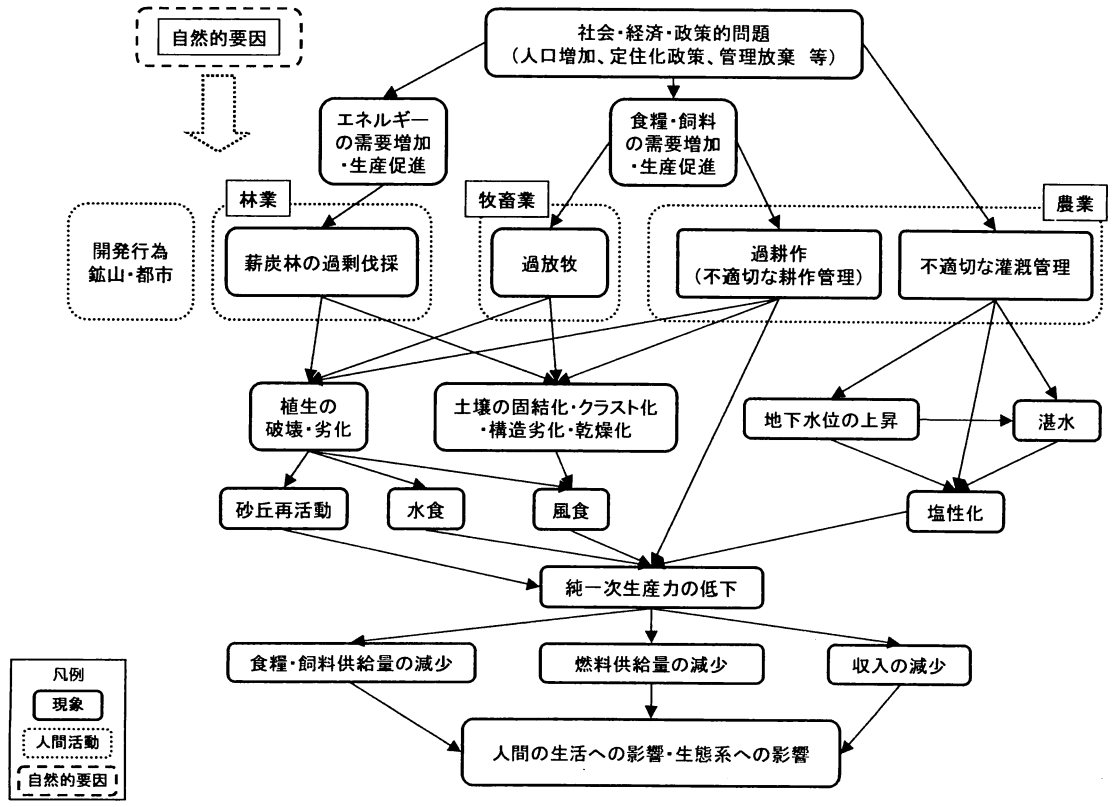 自然的要因
社会・経済・政策的問題
（人口増加、定住化政策、管理放棄 等）
エネルギー
の需要増加
・生産促進
食糧・飼料
の需要増加
・生産促進
林業
牧畜業
農業
開発行為
鉱山・都市
薪炭林の過剰伐採
過放牧
過耕作
（不適切な耕作管理）
不適切な灌漑管理
植生の
破壊・劣化
土壌の固結化・クラスト化
・構造劣化・乾燥化
地下水位の上昇
湛水
砂丘再活動
水食
風食
塩性化
純一次生産力の低下
食糧・飼料供給量の減少
燃料供給量の減少
収入の減少
人間の生活への影響・生態系への影響
凡例
現象
人間活動
自然的要因